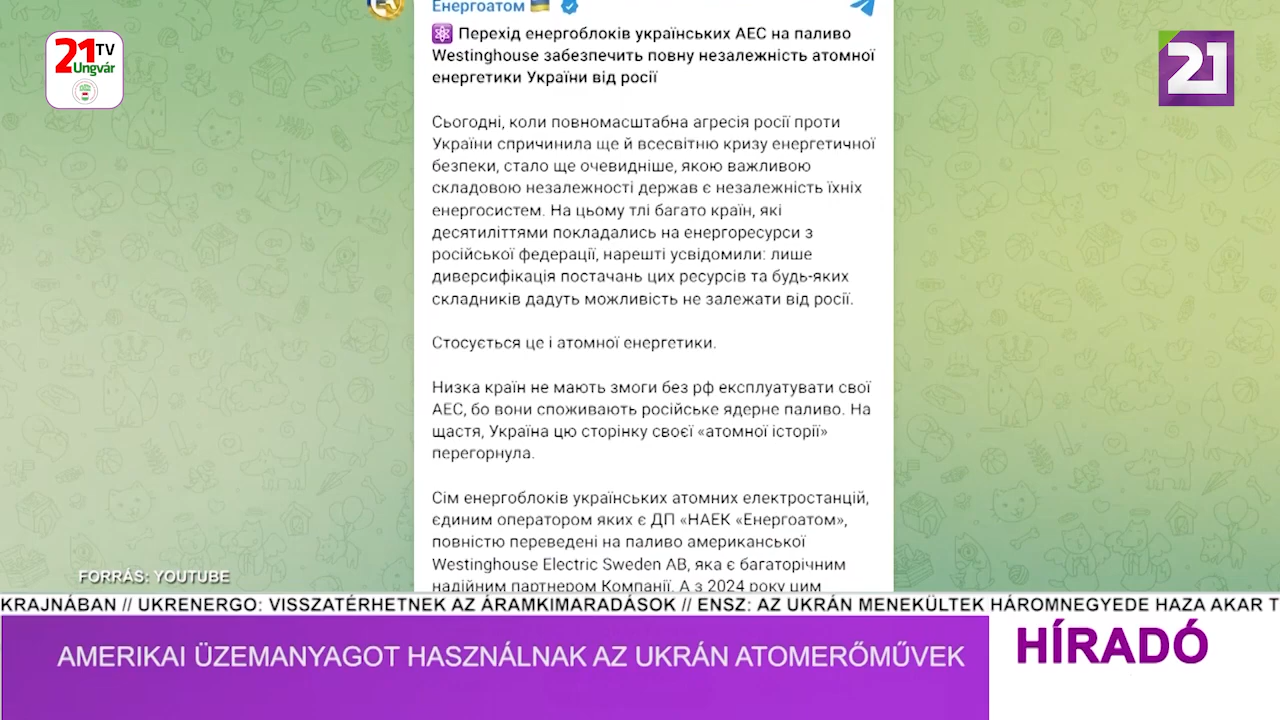 Енергоатом
Перехід енергоблоків українських АЕС на паливо
Westinghouse забезпечить повну незалежність атомної
енергетики України від росії
Сьогодні, коли повномасштабна агресія росії проти
України спричинила ще й всесвітню кризу енергетичної
безпеки, стало ще очевидніше, якою важливою
складовою незалежності держав є незалежність їхніх
енергосистем. На цьому тлі багато країн, які
десятиліттями покладались на енергоресурси з
російської федерації, нарешті усвідомили: лише
диверсифікація постачань цих ресурсів та будь-яких
складників дадуть можливість не залежати від росії.
Стосується це і атомної енергетики.
Низка країн не мають змоги без рф експлуатувати свої
АЕС, бо вони споживають російське ядерне паливо. На
щастя, Україна цю сторінку своєї «атомної історії»
перегорнула.
Сім енергоблоків українських атомних електростанцій,
єдиним оператором яких є ДП «НАЕК «Енергоатом»,
повністю переведені на паливо американської
Westinghouse Electric Sweden AB, яка є багаторічним
надійним партнером Компанії. А з 2024 року цим
21 TV
Ungvár
21
FORRÁS: YOUTUBE
KRAJNÁBAN // UKRENERGO: VISSZATÉRHETNEK AZ ÁRAMKIMARADÁSOK // ENSZ: AZ UKRÁN MENEKÜLTEK HÁROMNEGYEDE HAZA AKAR T
AMERIKAI ÜZEMANYAGOT HASZNÁLNAK AZ UKRÁN ATOMERŐMŰVEK
HÍRADÓ